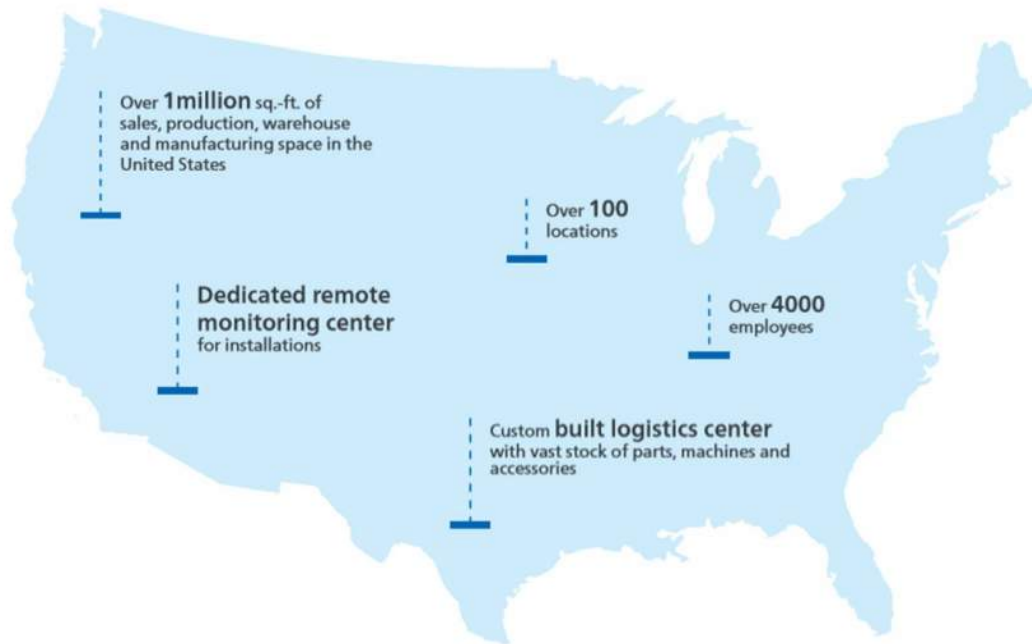 Over 1million sq.-ft. of
sales, production, warehouse
and manufacturing space in the
United States
Over 100
locations
Dedicated remote
monitoring center
for installations
Over 4000
employees
Custom built logistics center
with vast stock of parts, machines and
accessories